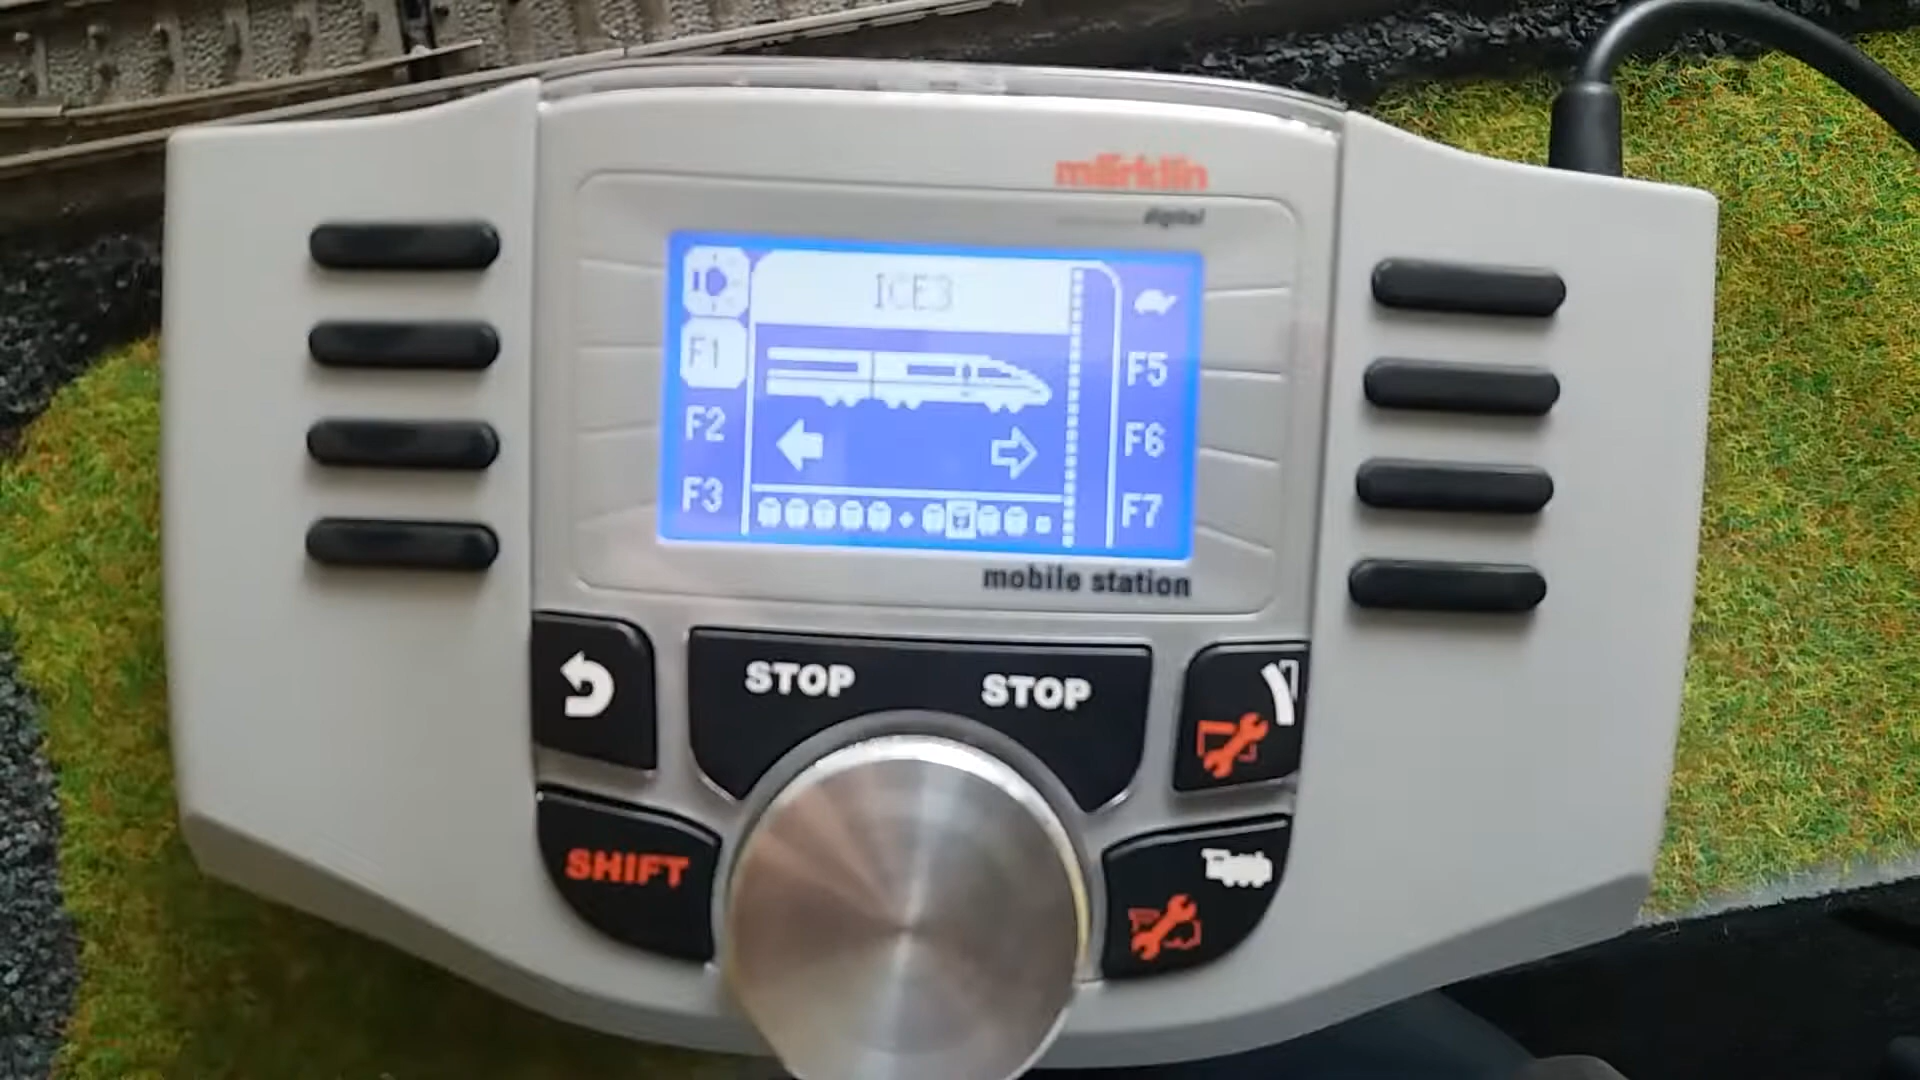 märklin
digital
ICE3
F1
F2
F3
F5
F6
F7
mobile station
STOP STOP
SHIFT